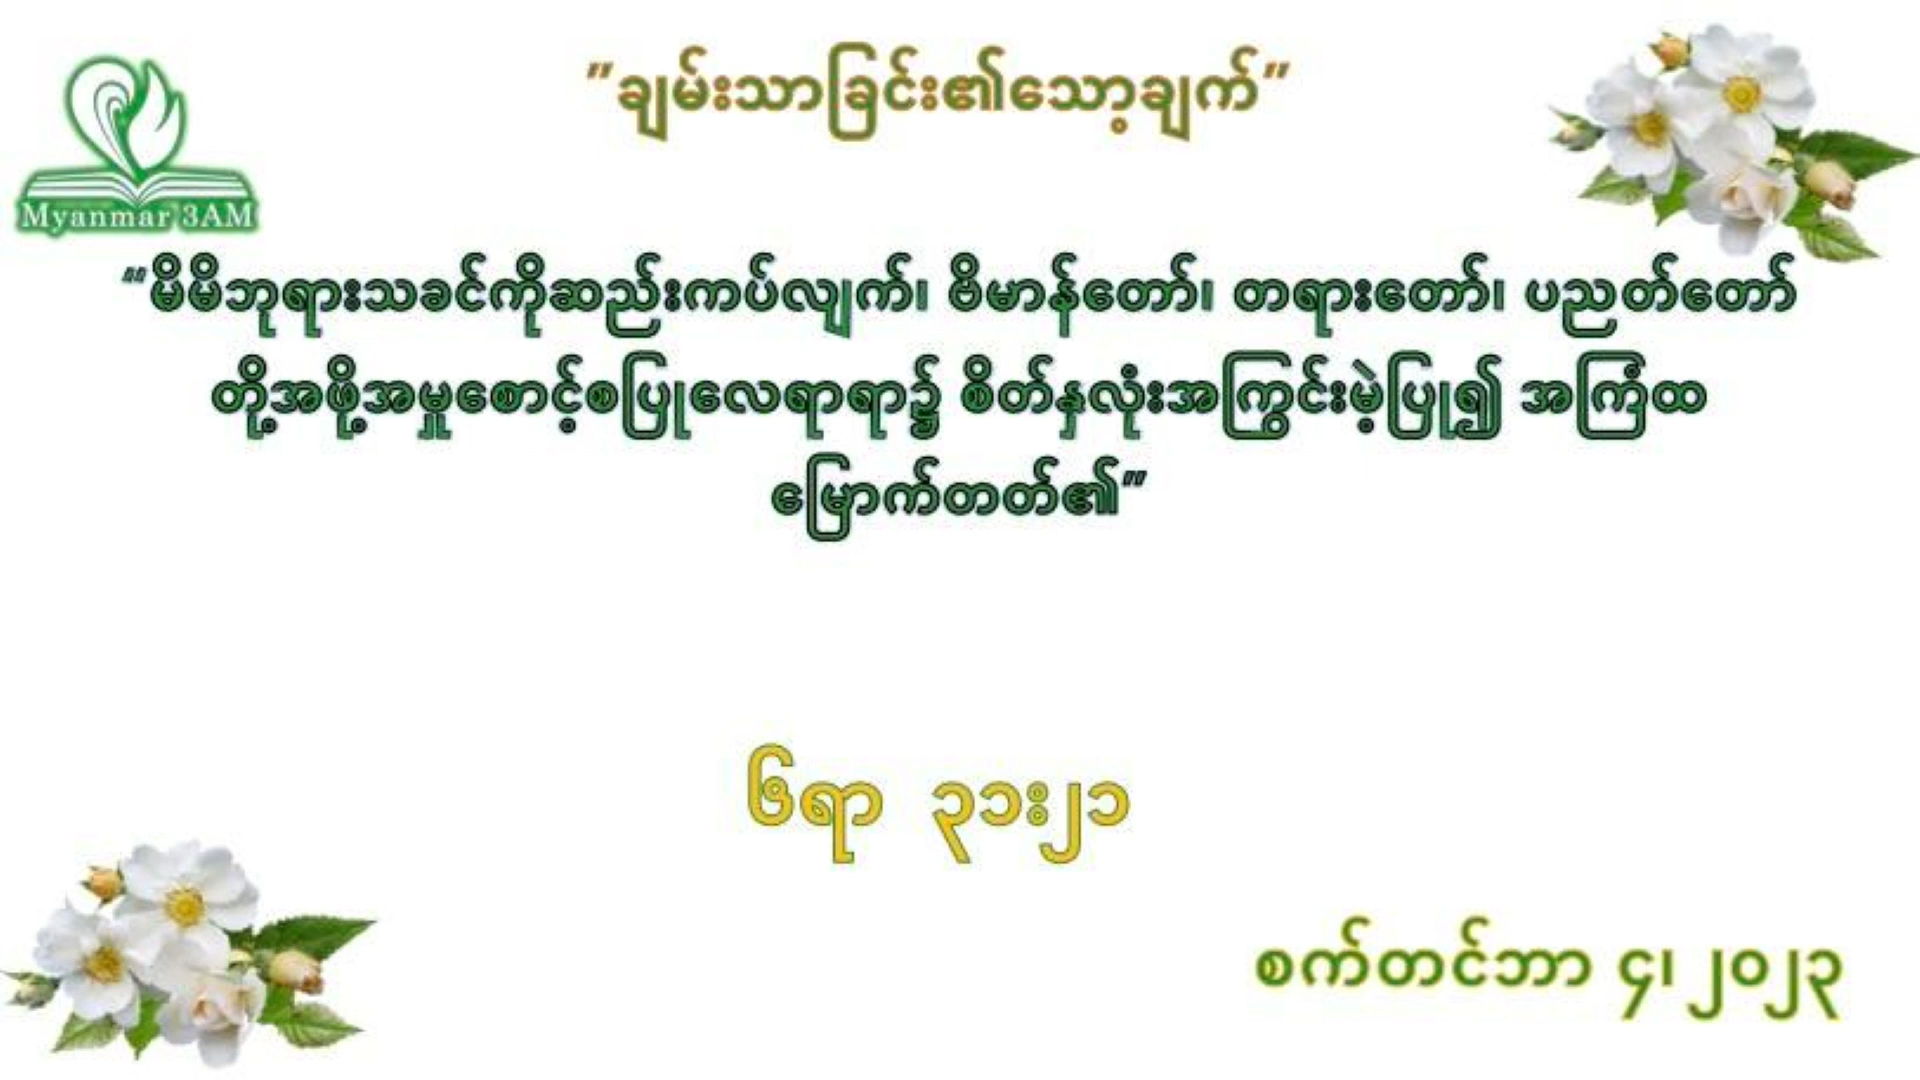 "ချမ်းသာခြင်း၏သော့ချက်"
Myanmar 3AM
"မိမိဘုရားသခင်ကိုဆည်းကပ်လျက်၊ ဗိမာန်တော်၊ တရားတော်၊ ပညတ်တော်
တို့အဖို့အမှုစောင့်စပြုလေရာရာ၌ စိတ်နှလုံးအကြွင်းမဲ့ပြု၍ အကြံထ
မြောက်တတ်၏"
၆ရာ ၃၁း၂၁
စက်တင်ဘာ ၄၊ ၂၀၂၃